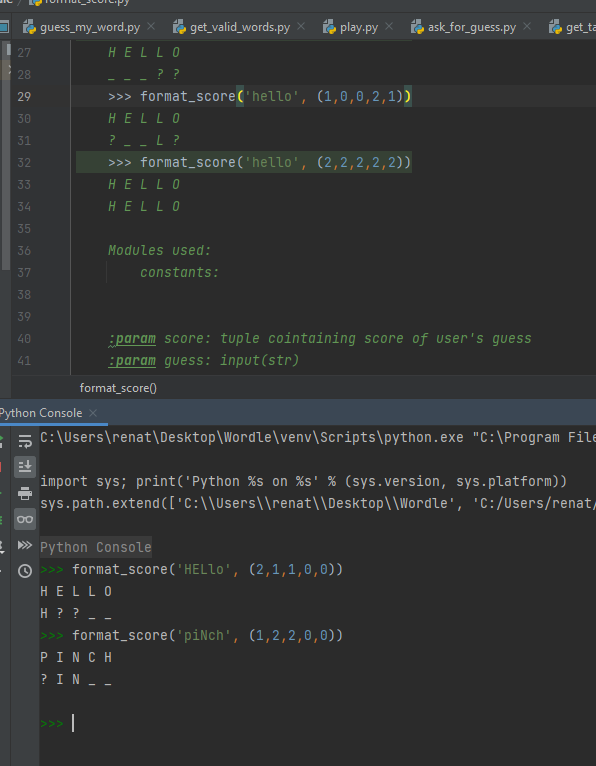 format_score.py
guess_my_word.py × get_valid_words.py × play.py × ask_for_guess.py × get_ta
27 H E L L O
28 _ _ _ ? ?
29 >>> format_score('hello', (1,0,0,2,1))
30 H E L L O
31 ? _ _ L ?
32 >>> format_score('hello', (2,2,2,2,2))
33 H E L L O
34 H E L L O
35
36 Modules used:
37 constants:
38
39
40 :param score: tuple cointaining score of user's guess
41 :param guess: input(str)
format_score()
Python Console ×
C:\Users\renat\Desktop\Wordle\venv\Scripts\python.exe "C:\Program File
import sys; print('Python %s on %s' % (sys.version, sys.platform))
sys.path.extend(['C:\\Users\\renat\\Desktop\\Wordle', 'C:/Users/renat/
Python Console
>>> format_score('HELlo', (2,1,1,0,0))
H E L L O
H ? ? _ _
>>> format_score('piNch', (1,2,2,0,0))
P I N C H
? I N _ _
>>>